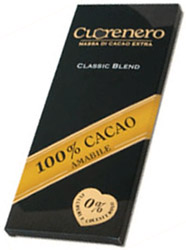 Cuorenero
MASSA DI CACAO EXTRA
CLASSIC BLEND
100% CACAO
AMABILE
0%